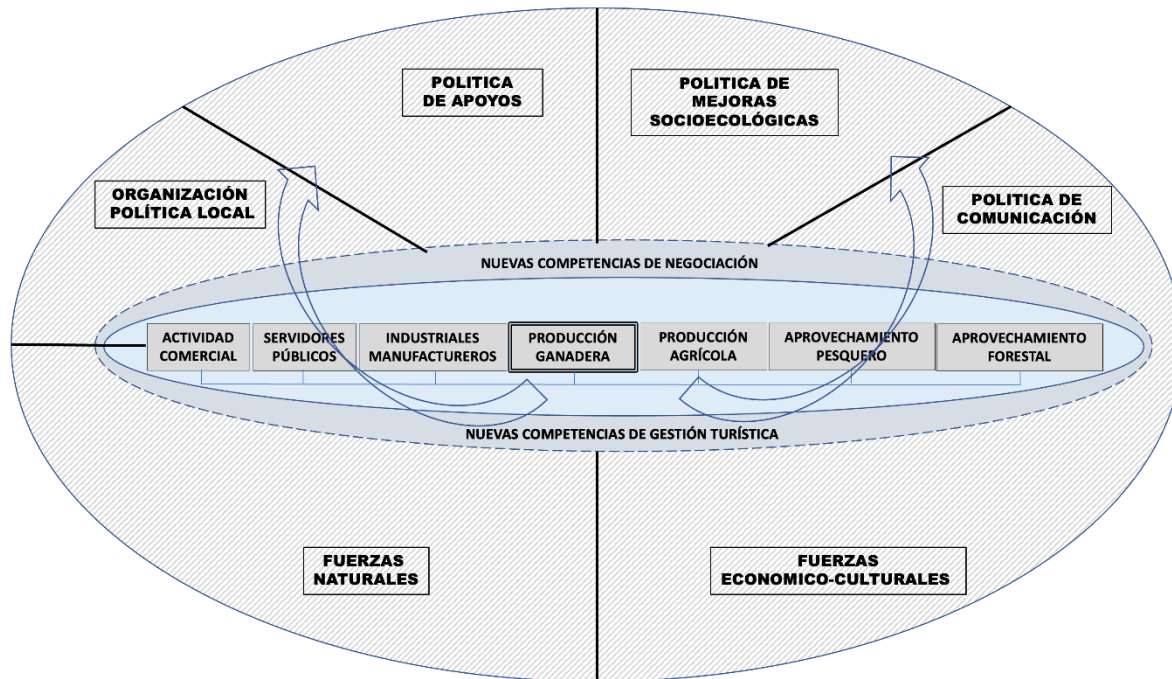 POLITICA
DE APOYOS
POLITICA DE
MEJORAS
SOCIOECOLÓGICAS
ORGANIZACIÓN
POLÍTICA LOCAL
POLITICA DE
COMUNICACIÓN
NUEVAS COMPETENCIAS DE NEGOCIACIÓN
ACTIVIDAD
COMERCIAL
SERVIDORES
PÚBLICOS
INDUSTRIALES
MANUFACTUREROS
PRODUCCIÓN
GANADERA
PRODUCCIÓN
AGRÍCOLA
APROVECHAMIENTO
PESQUERO
APROVECHAMIENTO
FORESTAL
NUEVAS COMPETENCIAS DE GESTIÓN TURÍSTICA
FUERZAS
NATURALES
FUERZAS
ECONOMICO-CULTURALES